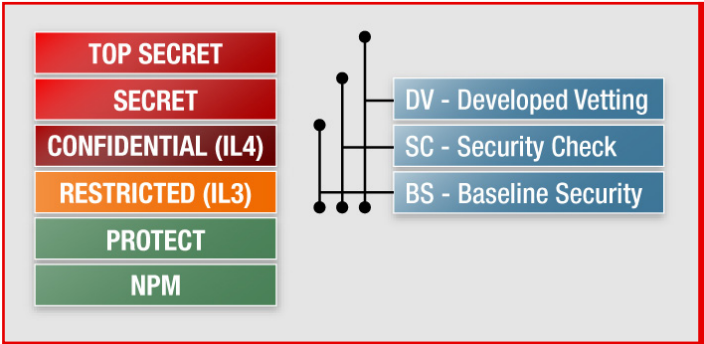 TOP SECRET
SECRET
CONFIDENTIAL (IL4)
RESTRICTED (IL3)
PROTECT
NPM
DV - Developed Vetting
SC - Security Check
BS - Baseline Security